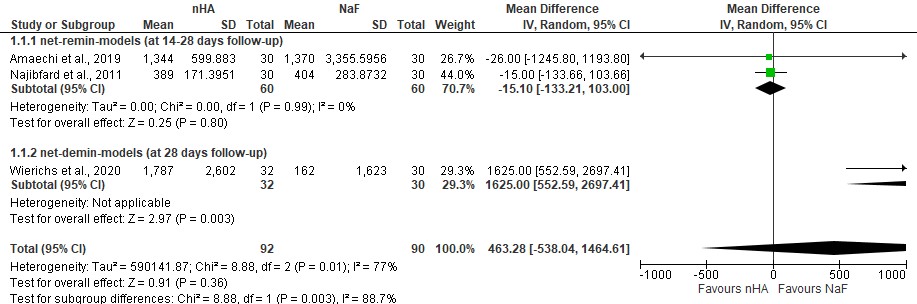 nHA NaF Mean Difference Mean Difference
Study or Subgroup Mean SD Total Mean SD Total Weight IV, Random, 95% CI IV, Random, 95% CI
1.1.1 net-remin-models (at 14-28 days follow-up)
Amaechi et al., 2019 1,344 599.883 30 1,370 3,355.5956 30 26.7% -26.00 [-1245.80, 1193.80]
Najibfard et al., 2011 389 171.3951 30 404 283.8732 30 44.0% -15.00 [-133.66, 103.66]
Subtotal (95% CI) 60 60 70.7% -15.10 [-133.21, 103.00]
Heterogeneity: Tau² = 0.00; Chi² = 0.00, df = 1 (P = 0.99); I² = 0%
Test for overall effect: Z = 0.25 (P = 0.80)
1.1.2 net-demin-models (at 28 days follow-up)
Wierichs et al., 2020 1,787 2,602 32 162 1,623 30 29.3% 1625.00 [552.59, 2697.41]
Subtotal (95% CI) 32 30 29.3% 1625.00 [552.59, 2697.41]
Heterogeneity: Not applicable
Test for overall effect: Z = 2.97 (P = 0.003)
Total (95% CI) 92 90 100.0% 463.28 [-538.04, 1464.61]
Heterogeneity: Tau² = 590141.87; Chi² = 8.88, df = 2 (P = 0.01); I² = 77%
Test for overall effect: Z = 0.91 (P = 0.36)
Test for subgroup differences: Chi² = 8.88, df = 1 (P = 0.003), I² = 88.7%
-1000 -500 0 500 1000
Favours nHA Favours NaF